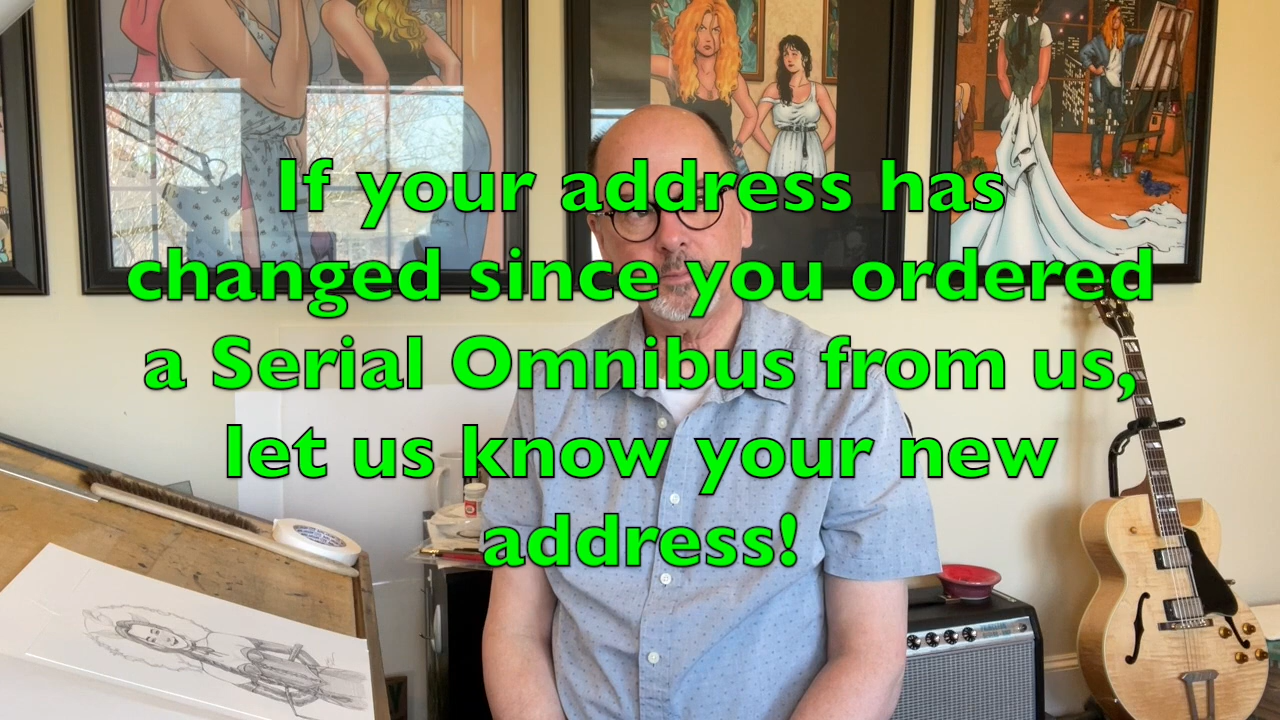 If your address has
changed since you ordered
a Serial Omnibus from us,
let us know your new
address!